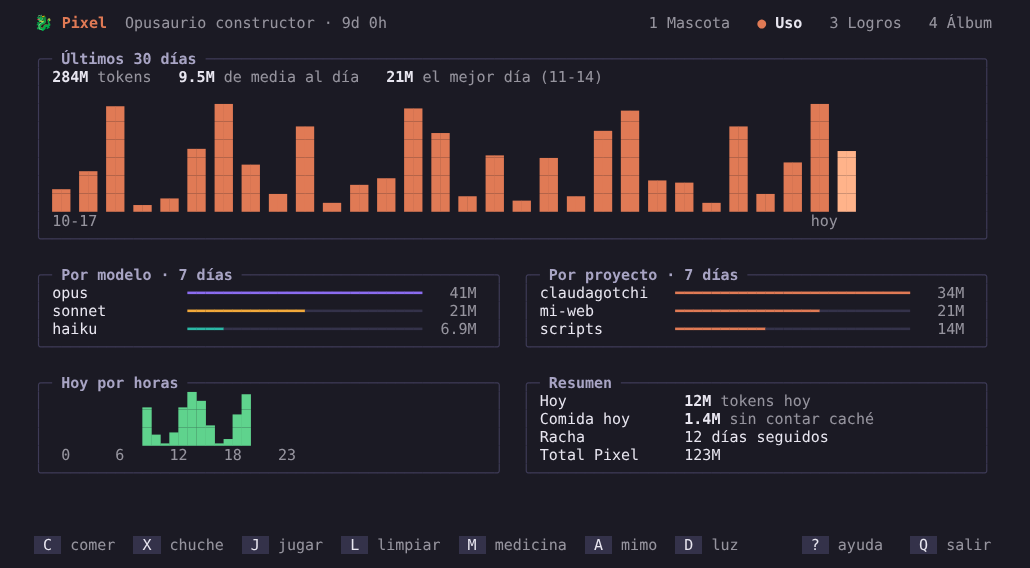 Pixel Opusaurio constructor · 9d 0h 1 Mascota ● Uso 3 Logros 4 Álbum
Últimos 30 días
284M tokens 9.5M de media al día 21M el mejor día (11-14)
10-17 hoy
Por modelo · 7 días
opus 41M
sonnet 21M
haiku 6.9M
Por proyecto · 7 días
claudagotchi 34M
mi-web 21M
scripts 14M
Hoy por horas
0 6 12 18 23
Resumen
Hoy 12M tokens hoy
Comida hoy 1.4M sin contar caché
Racha 12 días seguidos
Total Pixel 123M
C comer X chuche J jugar L limpiar M medicina A mimo D luz ? ayuda Q salir